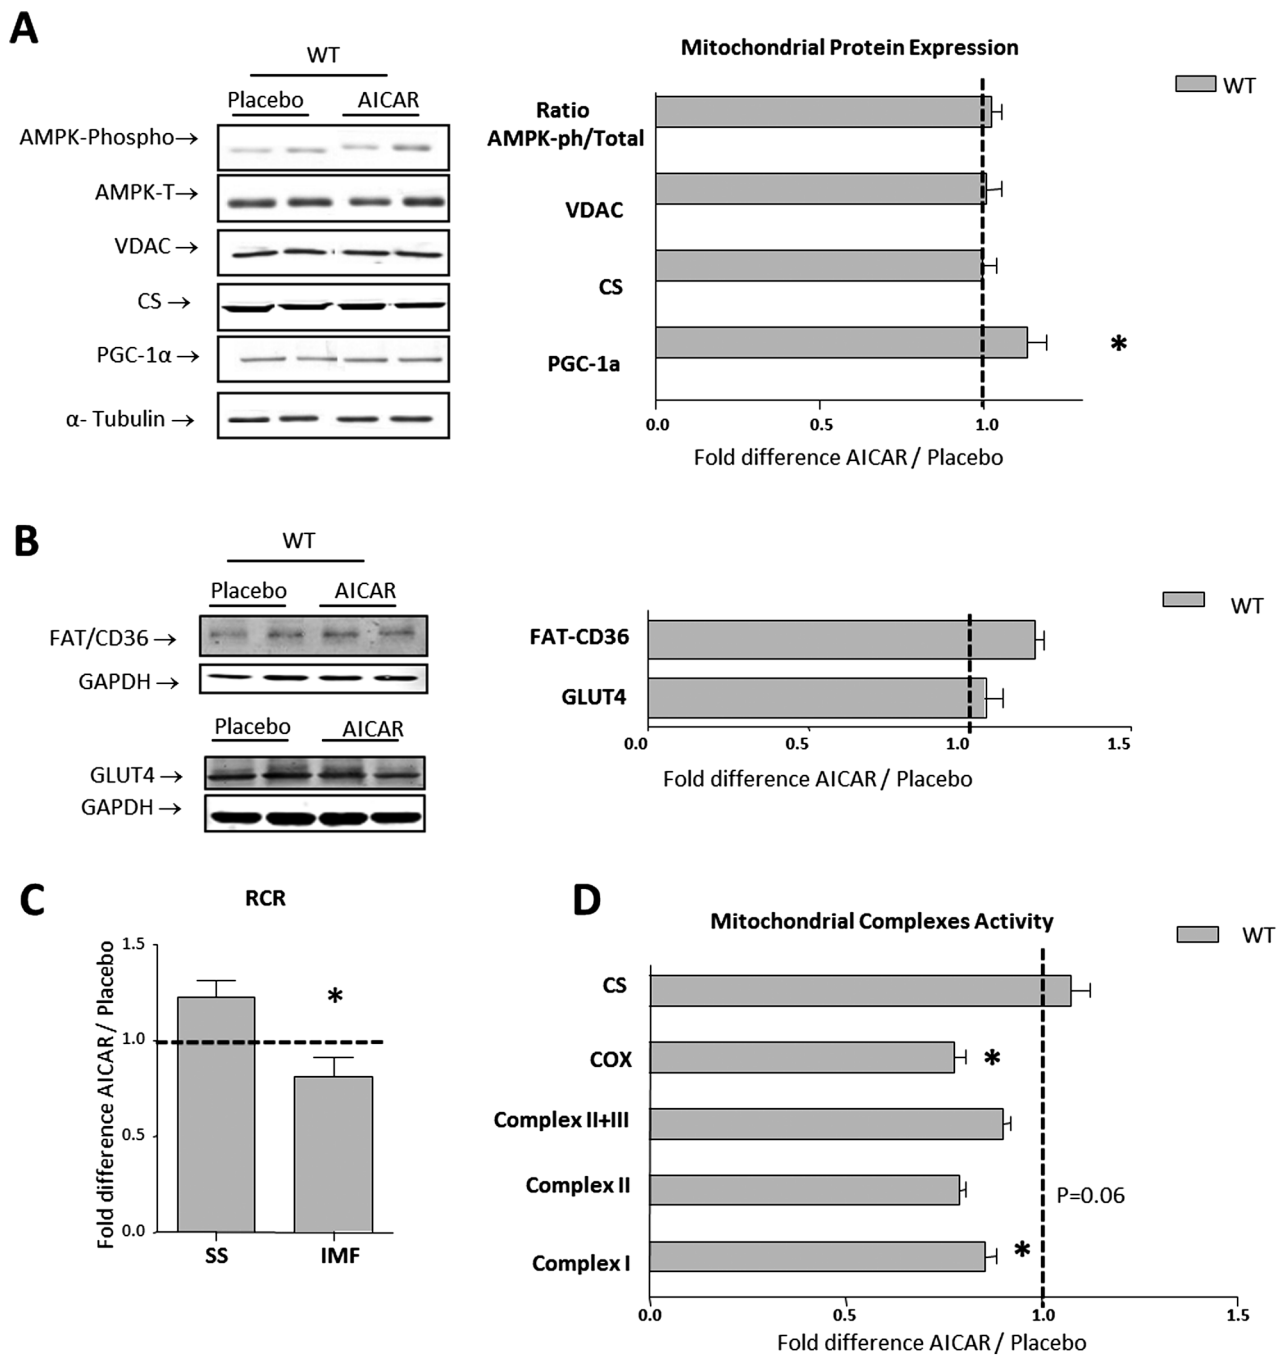 A
WT
Placebo AICAR
AMPK-Phospho→
AMPK-T→
VDAC→
CS→
PGC-1α→
α- Tubulin→
Mitochondrial Protein Expression
WT
Ratio
AMPK-ph/Total
VDAC
CS
PGC-1a
*
0.0 0.5 1.0
Fold difference AICAR / Placebo
B
WT
Placebo AICAR
FAT/CD36→
GAPDH→
Placebo AICAR
GLUT4→
GAPDH→
WT
FAT-CD36
GLUT4
0.0 0.5 1.0 1.5
Fold difference AICAR / Placebo
C
RCR
Fold difference AICAR / Placebo
1.5
1.0
0.5
0.0
*
SS IMF
D
Mitochondrial Complexes Activity
WT
CS
COX *
Complex II+III
Complex II
P=0.06
Complex I *
0.0 0.5 1.0 1.5
Fold difference AICAR / Placebo